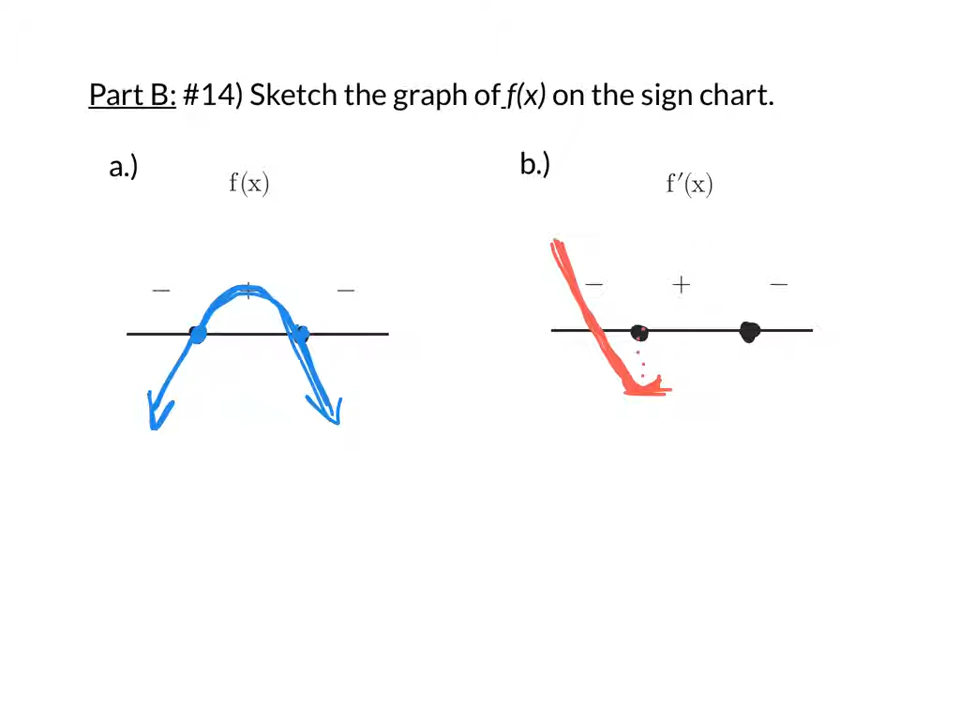 Part B: #14) Sketch the graph of f(x) on the sign chart.
a.)
f(x)
− + −
b.)
f′(x)
− + −